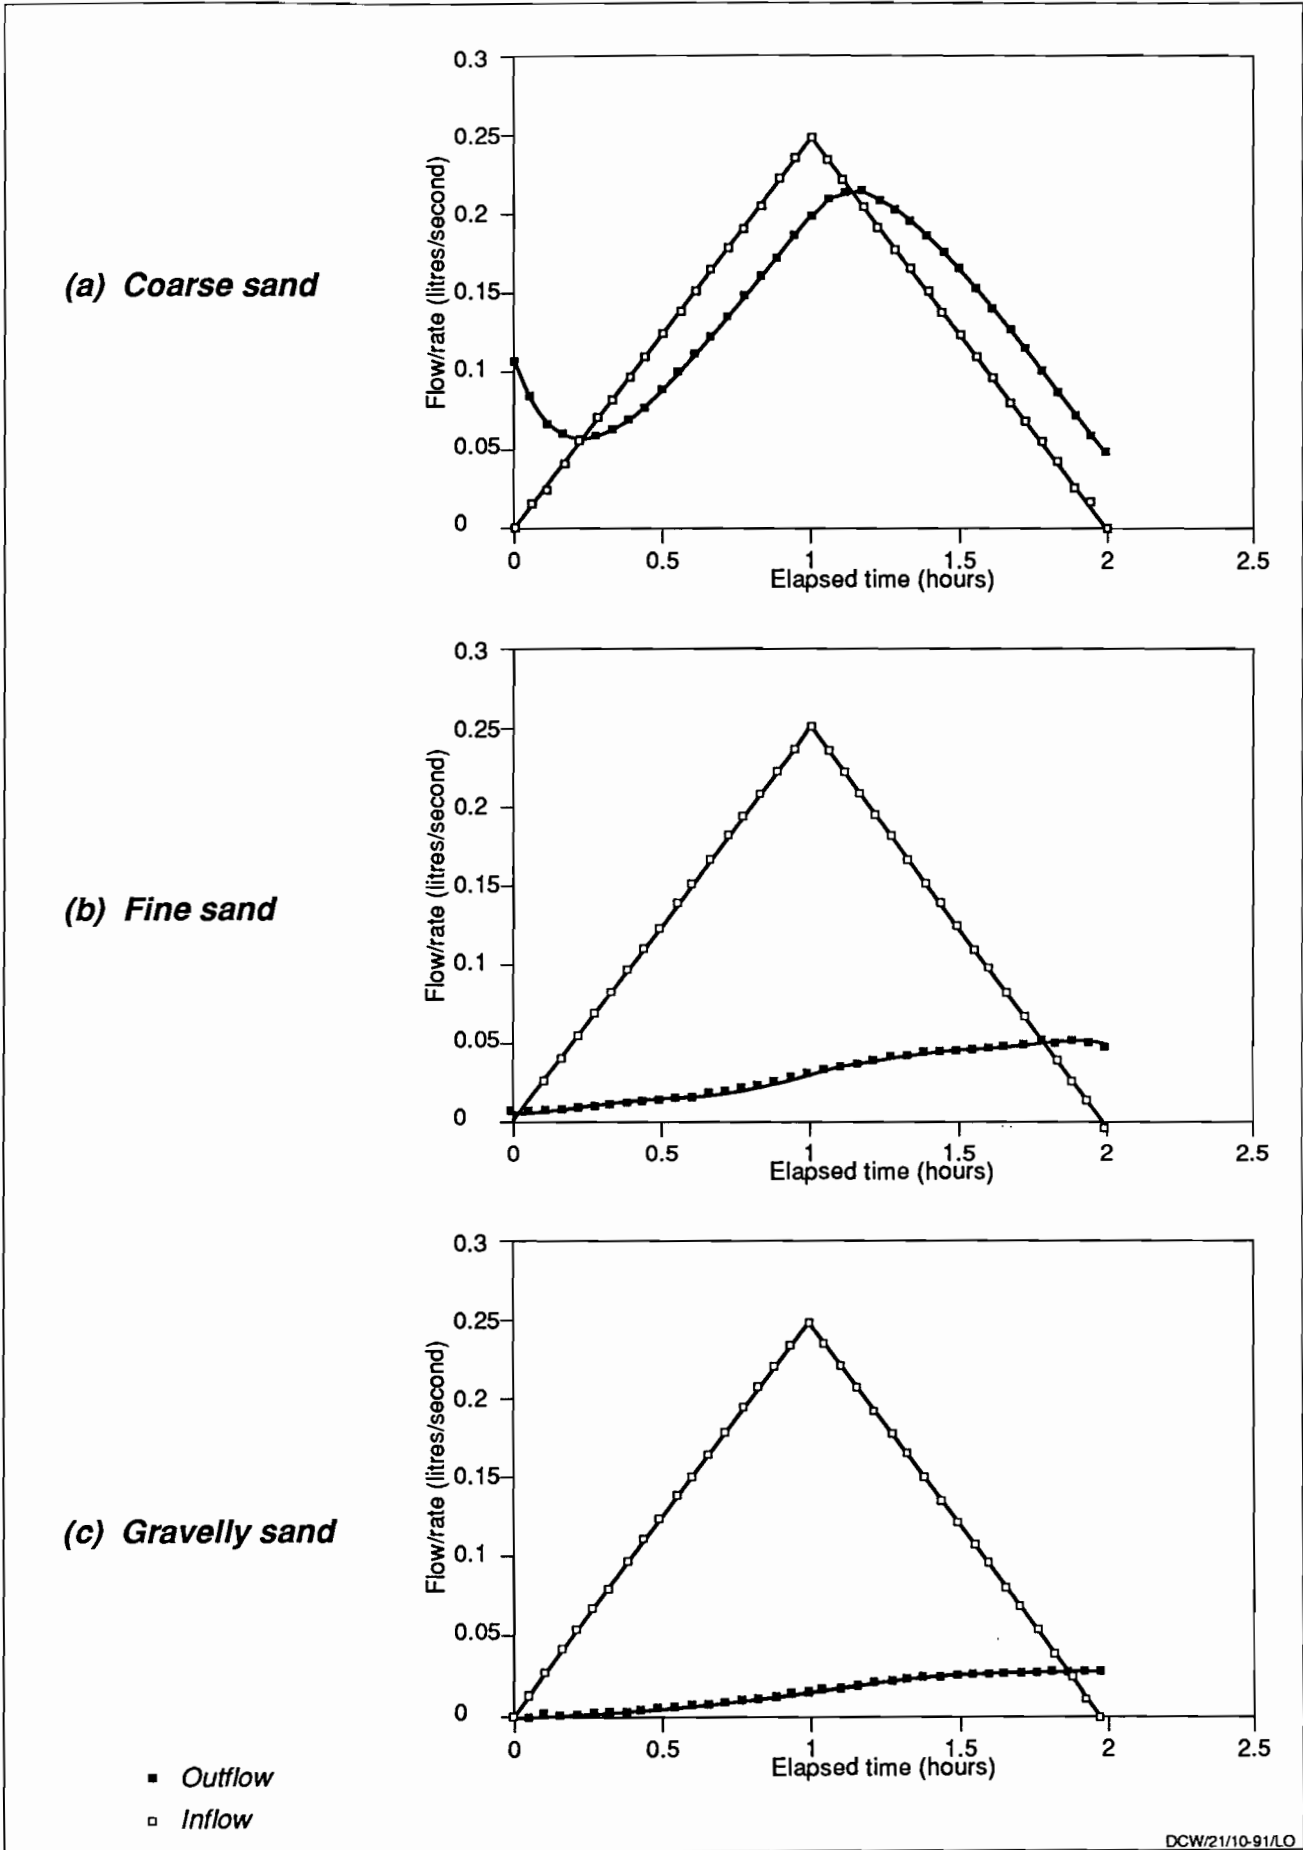 (a) Coarse sand
Flow/rate (litres/second)
0.3
0.25
0.2
0.15
0.1
0.05
0
0 0.5 1 1.5 2 2.5
Elapsed time (hours)
(b) Fine sand
Flow/rate (litres/second)
0.3
0.25
0.2
0.15
0.1
0.05
0
0 0.5 1 1.5 2 2.5
Elapsed time (hours)
(c) Gravelly sand
Flow/rate (litres/second)
0.3
0.25
0.2
0.15
0.1
0.05
0
0 0.5 1 1.5 2 2.5
Elapsed time (hours)
Outflow
Inflow
DCW/21/10-91/LO